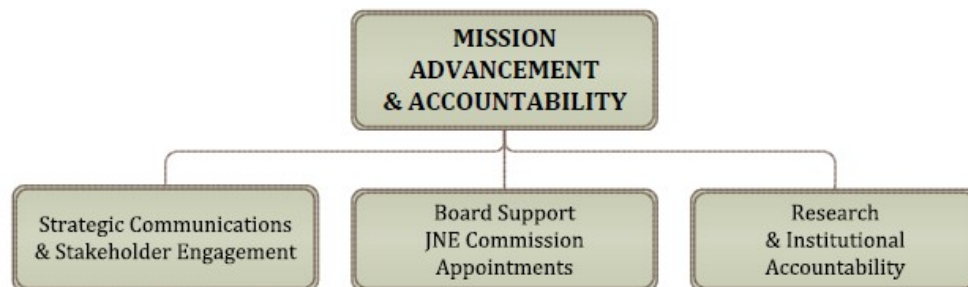 MISSION
ADVANCEMENT
& ACCOUNTABILITY
Strategic Communications
& Stakeholder Engagement
Board Support
JNE Commission
Appointments
Research
& Institutional
Accountability